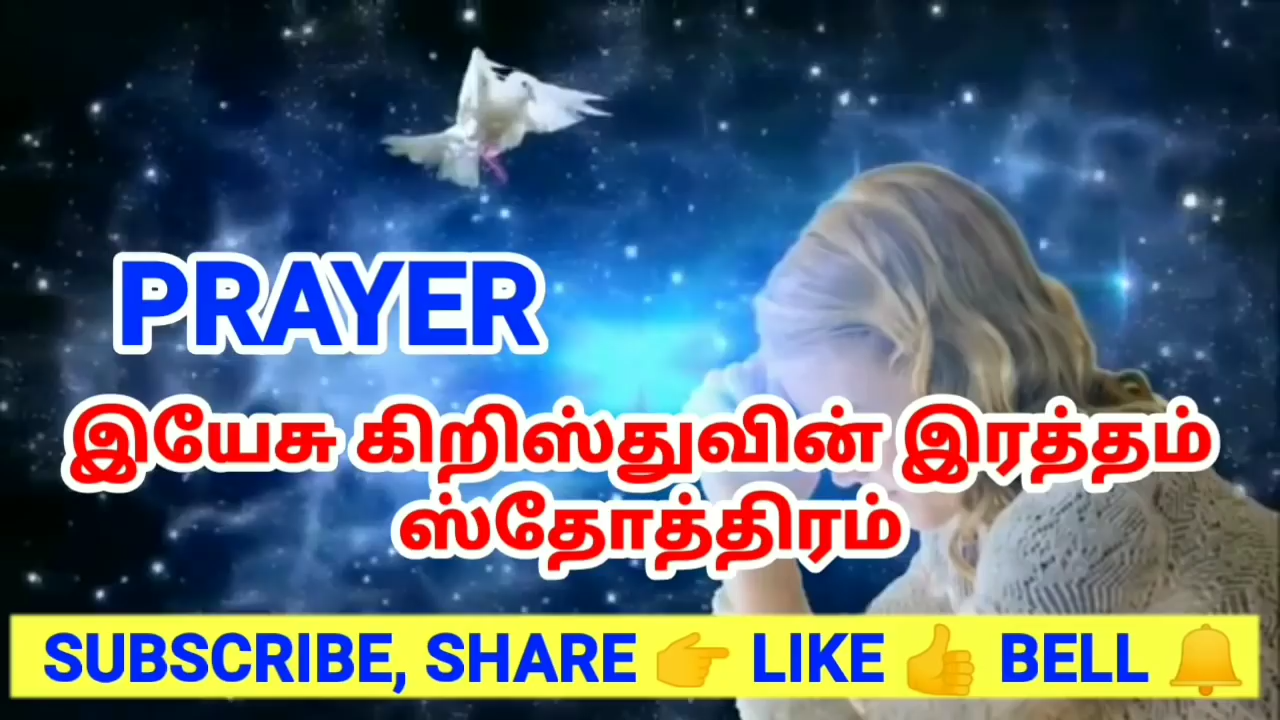 PRAYER
இயேசு கிறிஸ்துவின் இரத்தம்
ஸ்தோத்திரம்
SUBSCRIBE, SHARE 👉 LIKE 👍 BELL 🔔